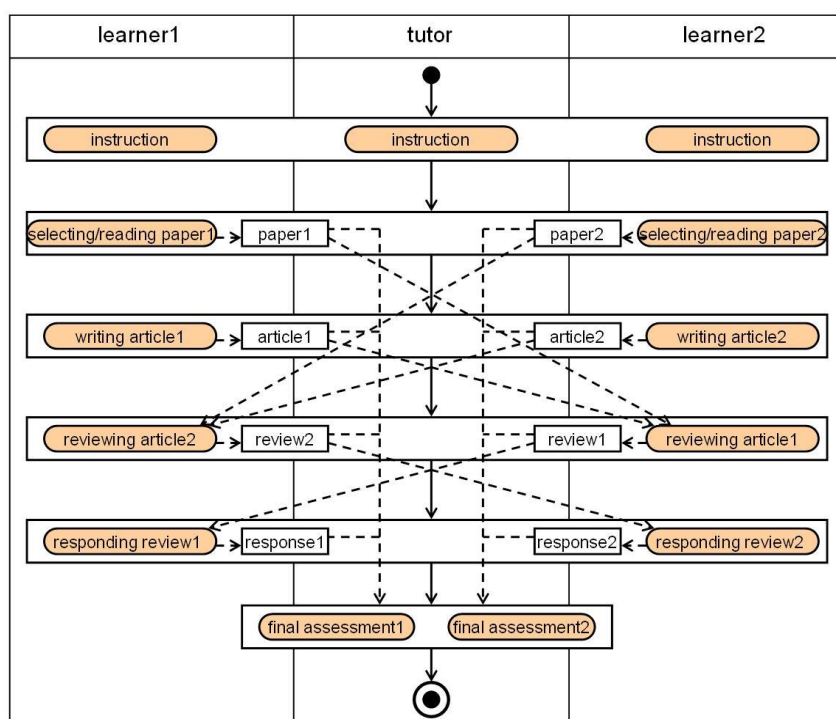 learner1
tutor
learner2
instruction
instruction
instruction
selecting/reading paper1
paper1
paper2
selecting/reading paper2
writing article1
article1
article2
writing article2
reviewing article2
review2
review1
reviewing article1
responding review1
response1
response2
responding review2
final assessment1
final assessment2